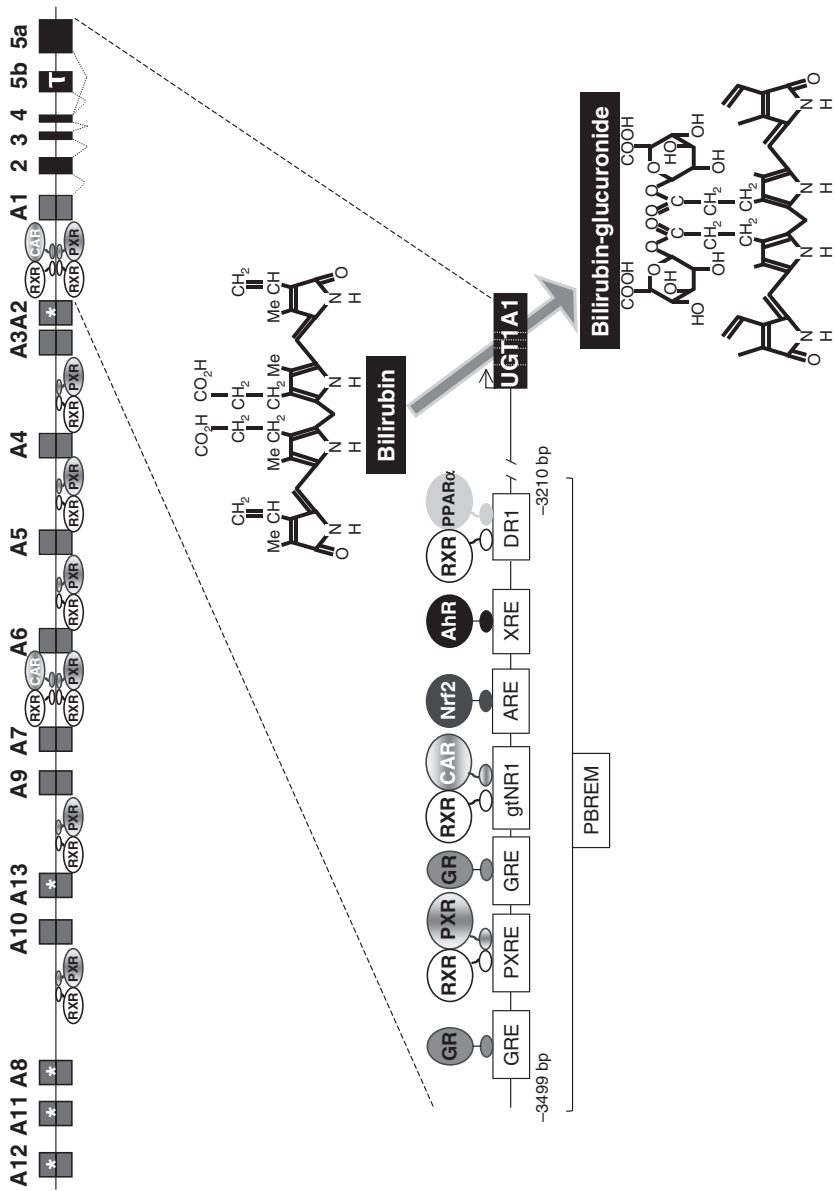 A12 A11 A8 A10 A13 A9 A7 A6 A5 A4 A3 A2 A1 2 3 4 5b 5a
* * * * * τ
RXR CAR RXR CAR
RXR PXR RXR PXR RXR PXR RXR PXR RXR PXR RXR PXR RXR PXR
CO₂H CO₂H
CH₂ CH₂ CH₂ CH₂
Me CH Me CH₂ CH₂ Me Me CH
O N N N N O
H H H H
Bilirubin
GR RXR PXR GR RXR CAR Nrf2 AhR RXR PPARα
GRE PXRE GRE gtNR1 ARE XRE DR1
UGT1A1
–3499 bp –3210 bp
PBREM
Bilirubin-glucuronide
COOH COOH
O O
OH HO OH
HO OH OH HO OH
O O O O
C C
CH₂ CH₂
CH₂ CH₂
O N N N N O
H H H H